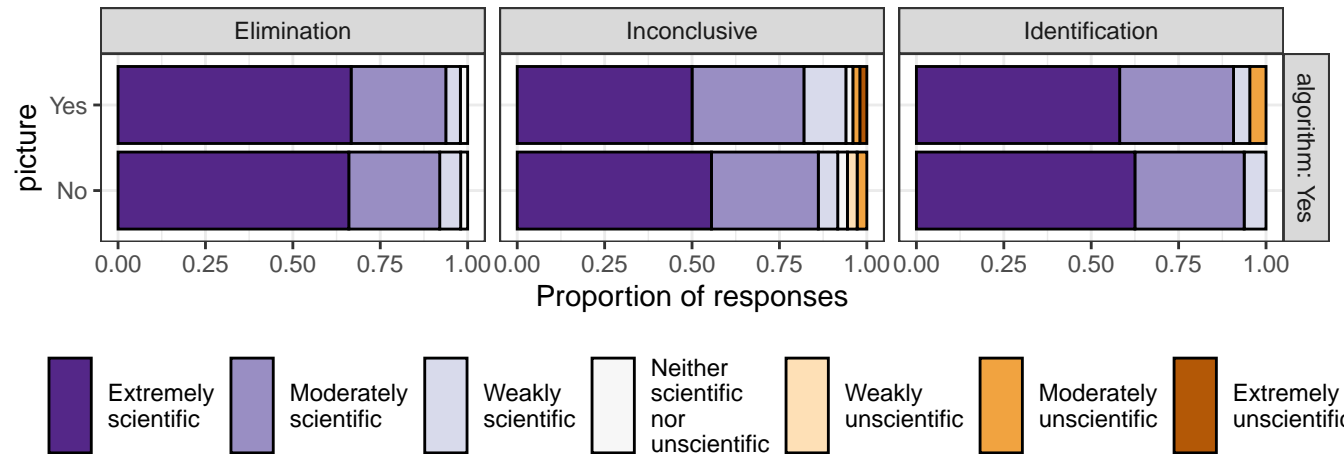 Elimination
Inconclusive
Identification
picture
Yes
No
algorithm: Yes
0.00 0.25 0.50 0.75 1.00
0.00 0.25 0.50 0.75 1.00
0.00 0.25 0.50 0.75 1.00
Proportion of responses
Extremely
scientific
Moderately
scientific
Weakly
scientific
Neither
scientific
nor
unscientific
Weakly
unscientific
Moderately
unscientific
Extremely
unscientific